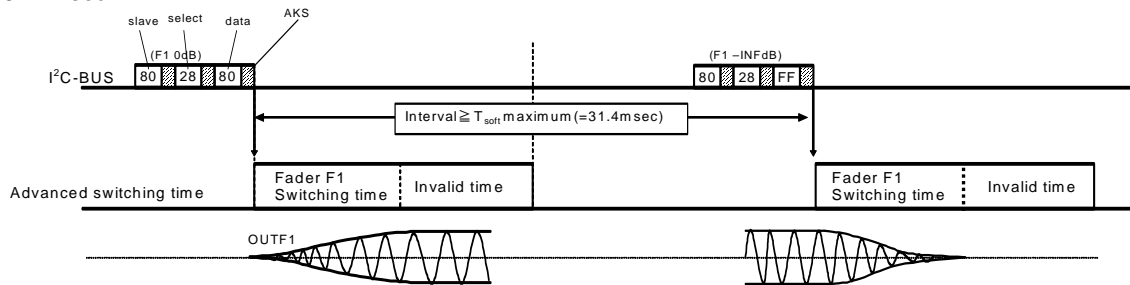 slave select data AKS
(F1 0dB) (F1 –INFdB)
I²C-BUS 80 28 80 80 28 FF
Interval≧Tsoft maximum(=31.4msec)
Fader F1
Switching time
Invalid time
Fader F1
Switching time
Invalid time
Advanced switching time
OUTF1